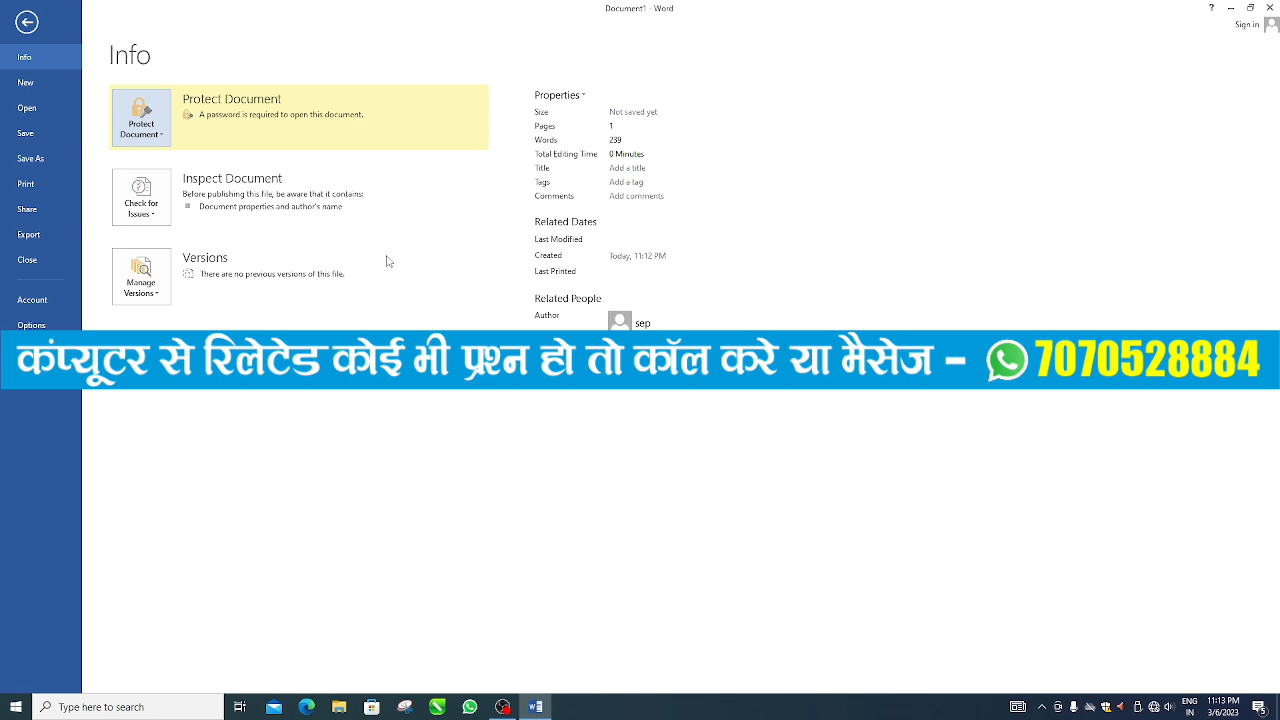 Document1 - Word
?
Sign in
Info
Info
New
Open
Save
Save As
Print
Share
Export
Close
Account
Options
Protect Document
Protect Document
A password is required to open this document.
Check for Issues
Inspect Document
Before publishing this file, be aware that it contains:
Document properties and author's name
Manage Versions
Versions
There are no previous versions of this file.
Properties
Size Not saved yet
Pages 1
Words 239
Total Editing Time 0 Minutes
Title Add a title
Tags Add a tag
Comments Add comments
Related Dates
Last Modified
Created Today, 11:12 PM
Last Printed
Related People
Author sep
कंप्यूटर से रिलेटेड कोई भी प्रश्न हो तो कॉल करे या मैसेज – 7070528884
Type here to search
ENG
IN
11:13 PM
3/6/2023